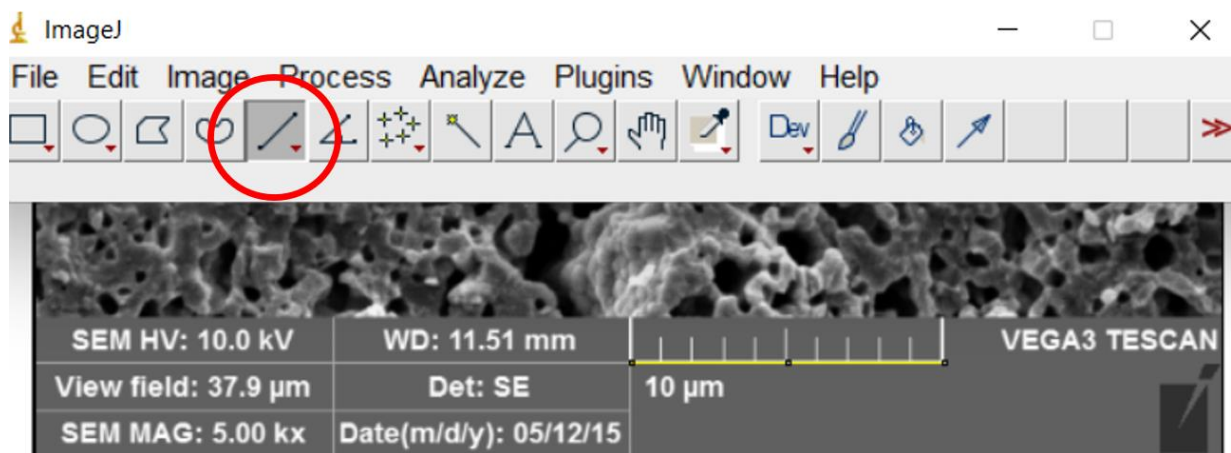 ImageJ
File Edit Image Process Analyze Plugins Window Help
A Dev >>
SEM HV: 10.0 kV WD: 11.51 mm VEGA3 TESCAN
View field: 37.9 µm Det: SE 10 µm
SEM MAG: 5.00 kx Date(m/d/y): 05/12/15